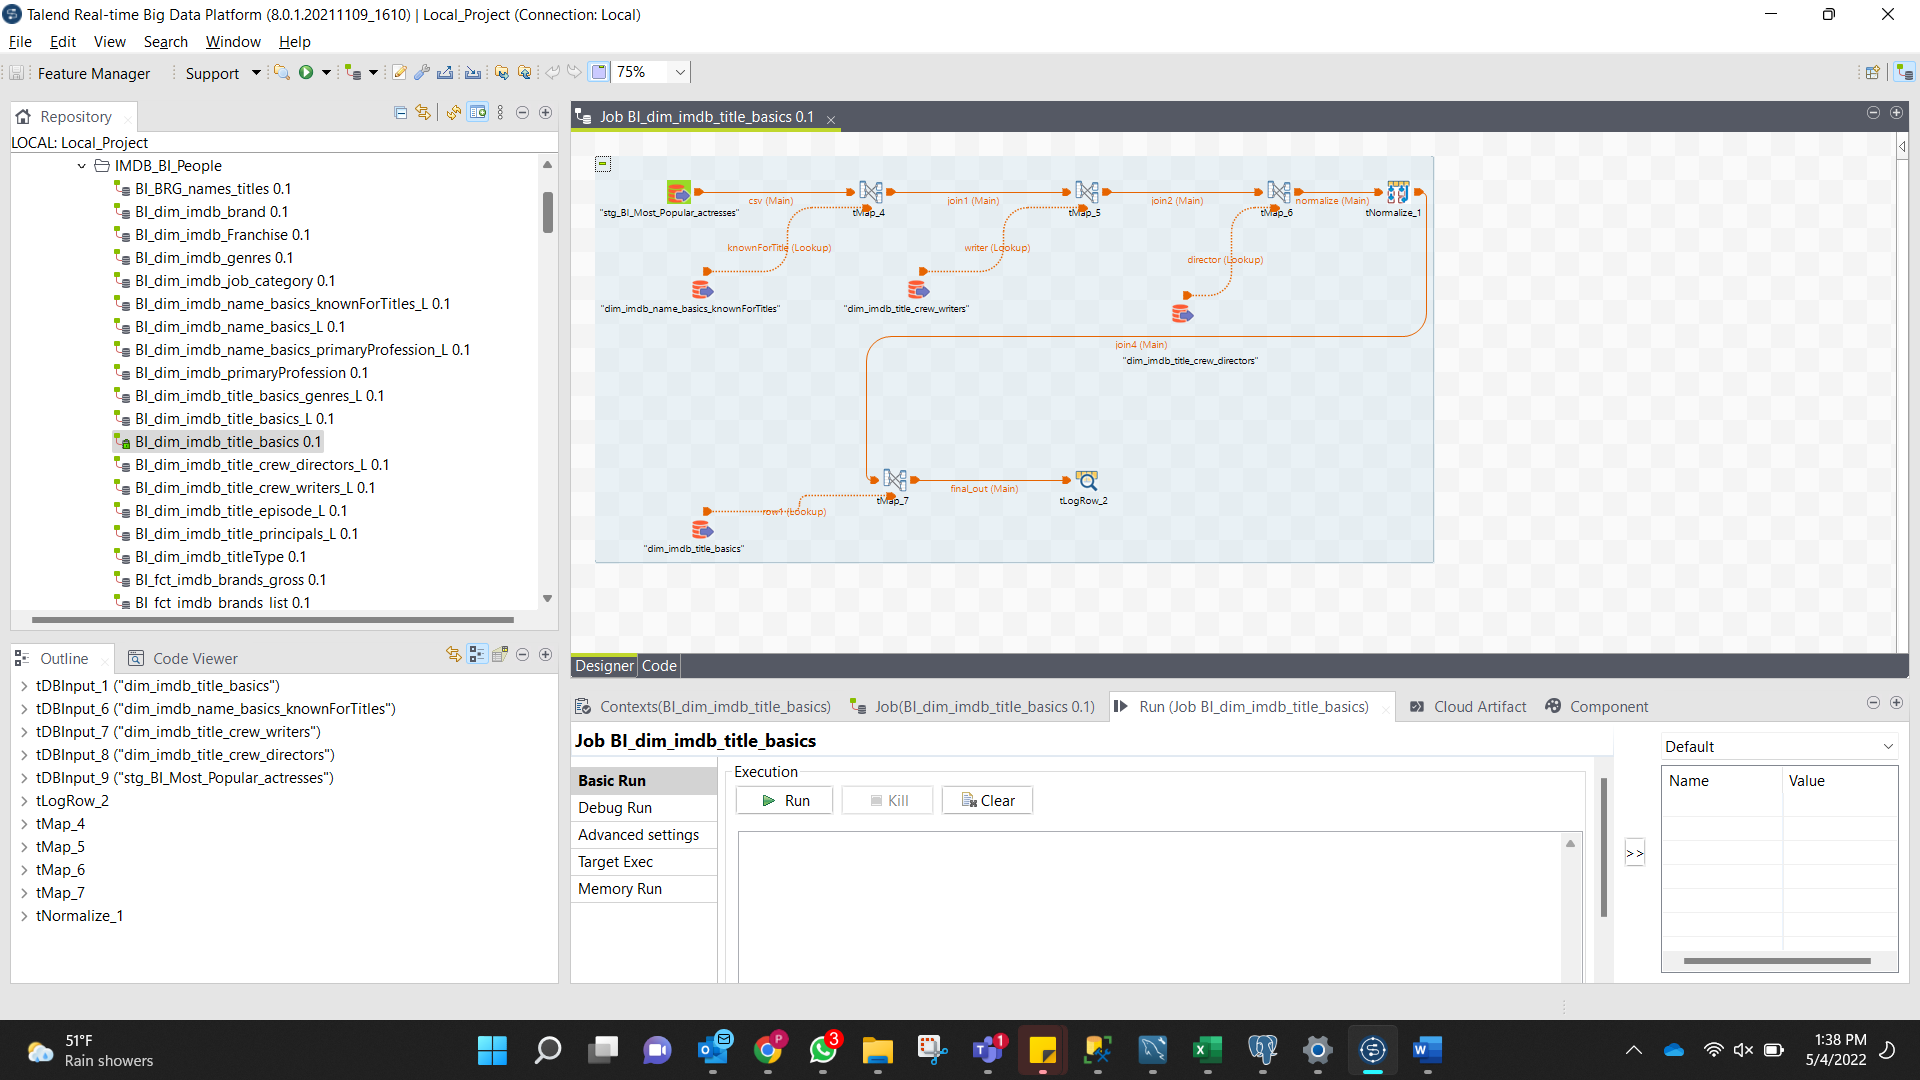 Talend Real-time Big Data Platform (8.0.1.20211109_1610) | Local_Project (Connection: Local)
File Edit View Search Window Help
Feature Manager Support 75%
Repository
LOCAL: Local_Project
IMDB_BI_People
BI_BRG_names_titles 0.1
BI_dim_imdb_brand 0.1
BI_dim_imdb_Franchise 0.1
BI_dim_imdb_genres 0.1
BI_dim_imdb_job_category 0.1
BI_dim_imdb_name_basics_knownForTitles_L 0.1
BI_dim_imdb_name_basics_L 0.1
BI_dim_imdb_name_basics_primaryProfession_L 0.1
BI_dim_imdb_primaryProfession 0.1
BI_dim_imdb_title_basics_genres_L 0.1
BI_dim_imdb_title_basics_L 0.1
BI_dim_imdb_title_basics 0.1
BI_dim_imdb_title_crew_directors_L 0.1
BI_dim_imdb_title_crew_writers_L 0.1
BI_dim_imdb_title_episode_L 0.1
BI_dim_imdb_title_principals_L 0.1
BI_dim_imdb_titleType 0.1
BI_fct_imdb_brands_gross 0.1
BI_fct_imdb_brands_list 0.1
Outline Code Viewer
tDBInput_1 ("dim_imdb_title_basics")
tDBInput_6 ("dim_imdb_name_basics_knownForTitles")
tDBInput_7 ("dim_imdb_title_crew_writers")
tDBInput_8 ("dim_imdb_title_crew_directors")
tDBInput_9 ("stg_BI_Most_Popular_actresses")
tLogRow_2
tMap_4
tMap_5
tMap_6
tMap_7
tNormalize_1
Job BI_dim_imdb_title_basics 0.1
csv (Main) join1 (Main) join2 (Main) normalize (Main)
"stg_BI_Most_Popular_actresses" tMap_4 tMap_5 tMap_6 tNormalize_1
knownForTitle (Lookup) writer (Lookup)
director (Lookup)
"dim_imdb_name_basics_knownForTitles" "dim_imdb_title_crew_writers"
join4 (Main)
"dim_imdb_title_crew_directors"
final_out (Main)
tMap_7 tLogRow_2
row1 (Lookup)
"dim_imdb_title_basics"
Designer Code
Contexts(BI_dim_imdb_title_basics) Job(BI_dim_imdb_title_basics 0.1) Run (Job BI_dim_imdb_title_basics) Cloud Artifact Component
Job BI_dim_imdb_title_basics
Basic Run
Debug Run
Advanced settings
Target Exec
Memory Run
Execution
Run Kill Clear
>>
Default
Name Value
51°F
Rain showers
P 3 1
1:38 PM
5/4/2022